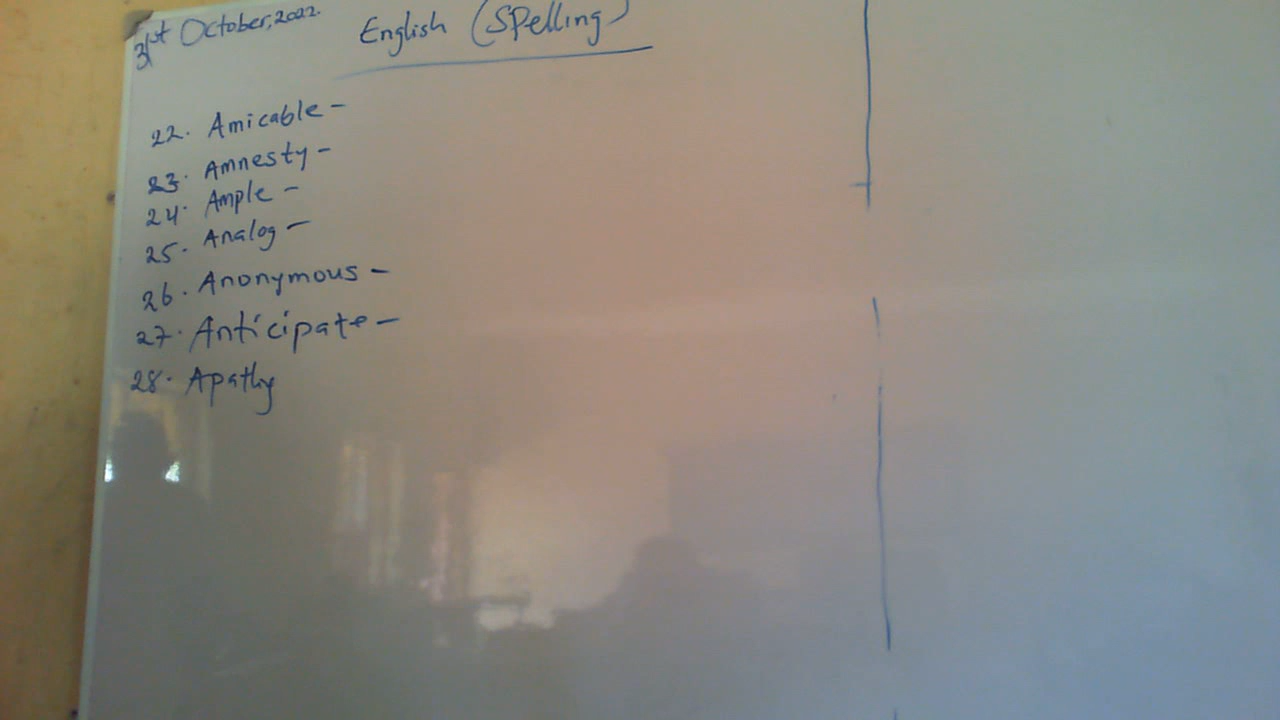 31st October, 2022.
English (Spelling)
22. Amicable -
23. Amnesty -
24. Ample -
25. Analog -
26. Anonymous -
27. Anticipate -
28. Apathy